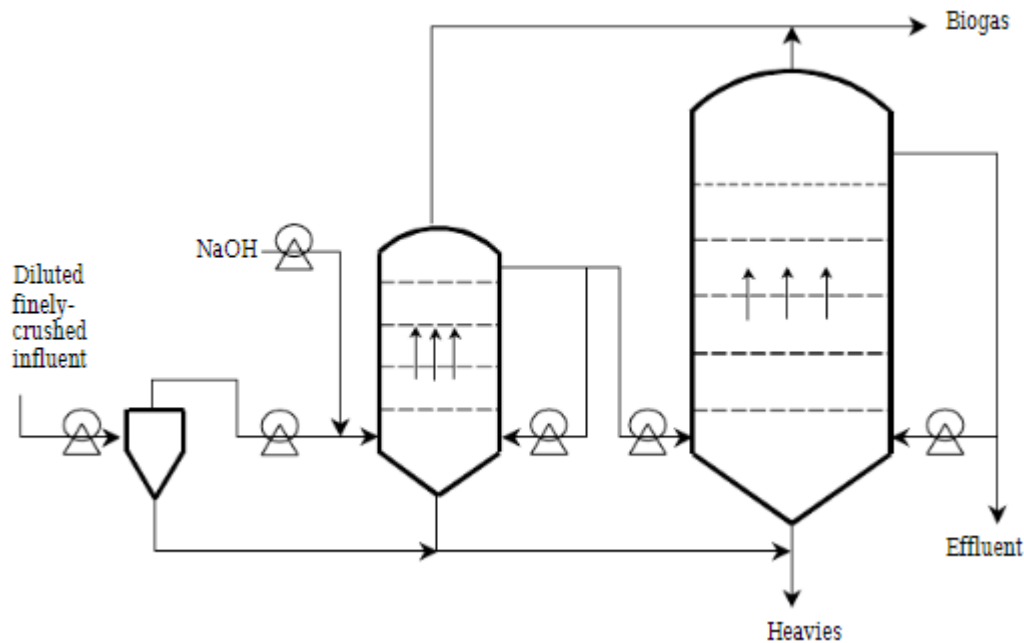 Biogas
NaOH
Diluted
finely-
crushed
influent
Effluent
Heavies